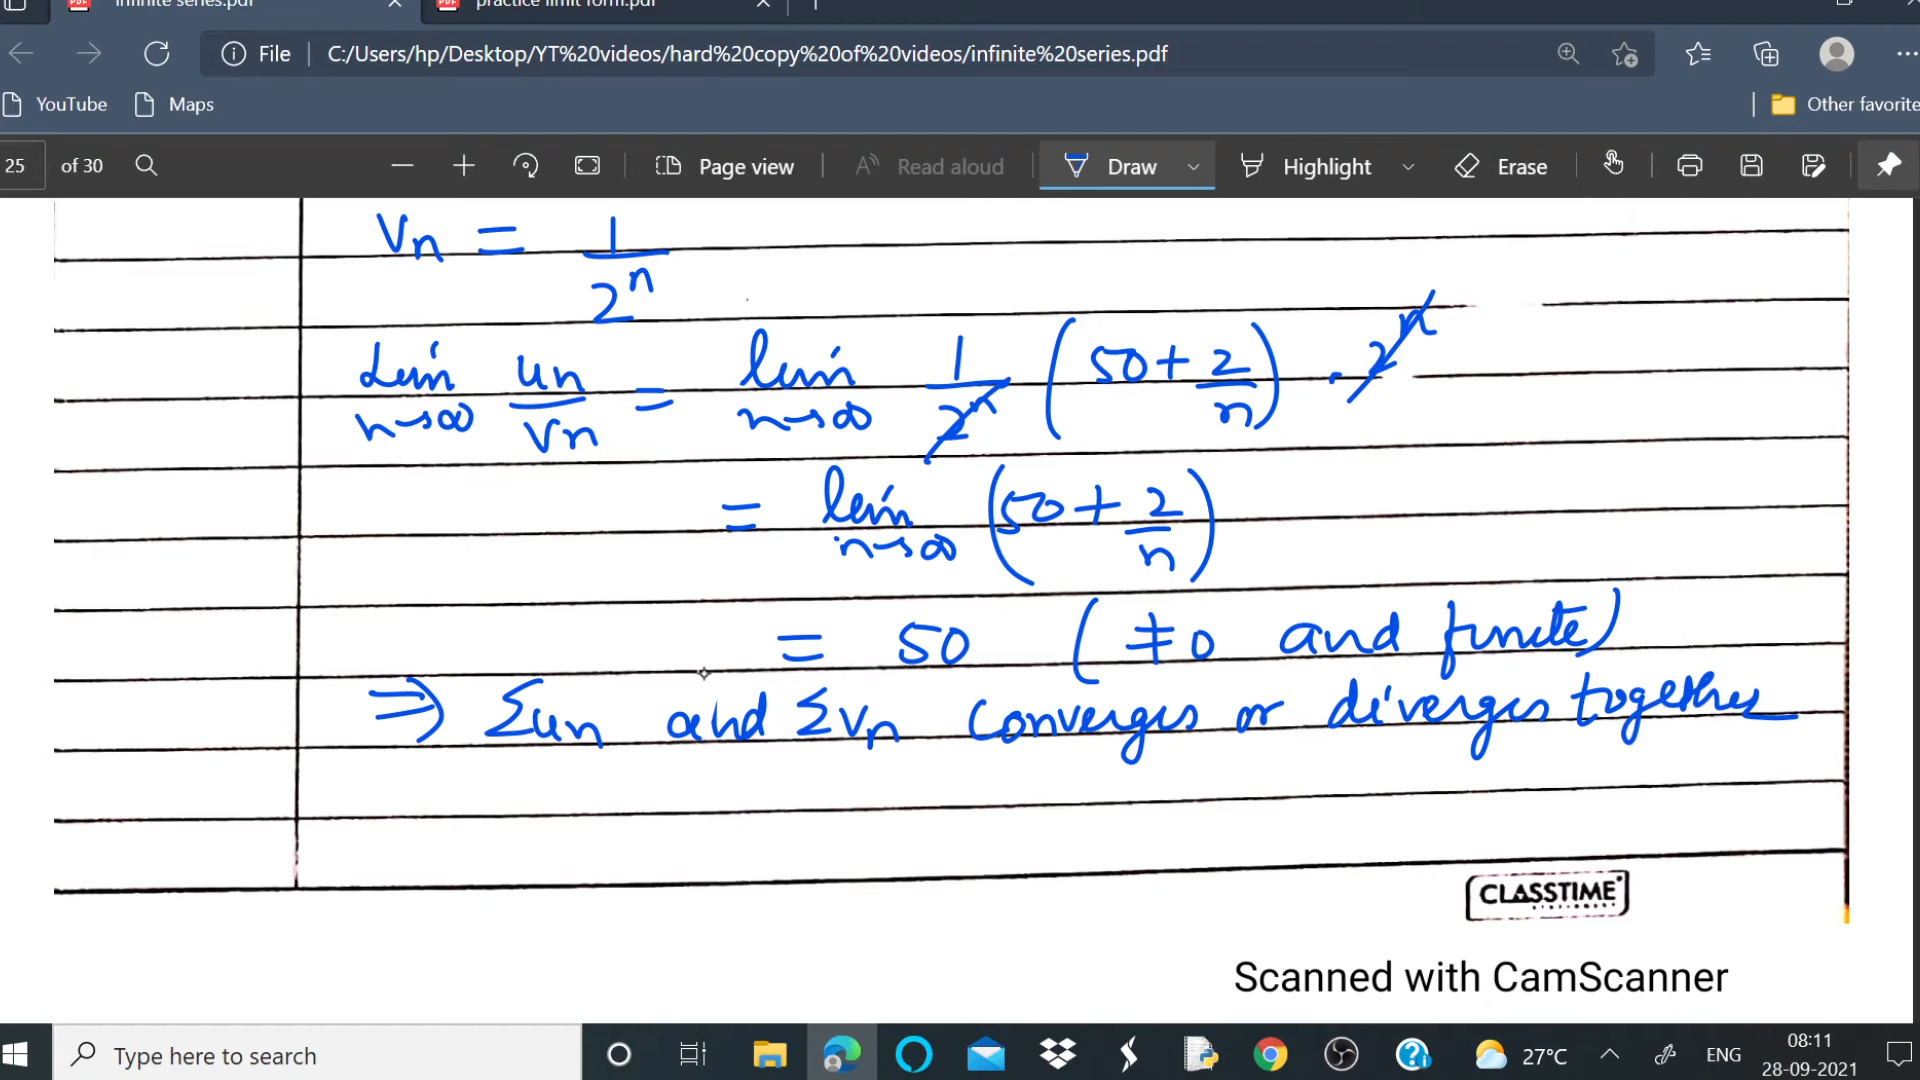 infinite series.pdf practice limit form.pdf
File C:/Users/hp/Desktop/YT%20videos/hard%20copy%20of%20videos/infinite%20series.pdf
YouTube Maps Other favorite
25 of 30 Page view Read aloud Draw Highlight Erase
Vn = 1/2^n
Lim n→∞ un/vn = lim n→∞ 1/2^n (50+2/n) . 2^n
= lim n→∞ (50+2/n)
= 50 (≠0 and finite)
⇒ Σun and Σvn converges or diverges together
CLASSTIME
Scanned with CamScanner
Type here to search 27°C ENG 08:11
28-09-2021